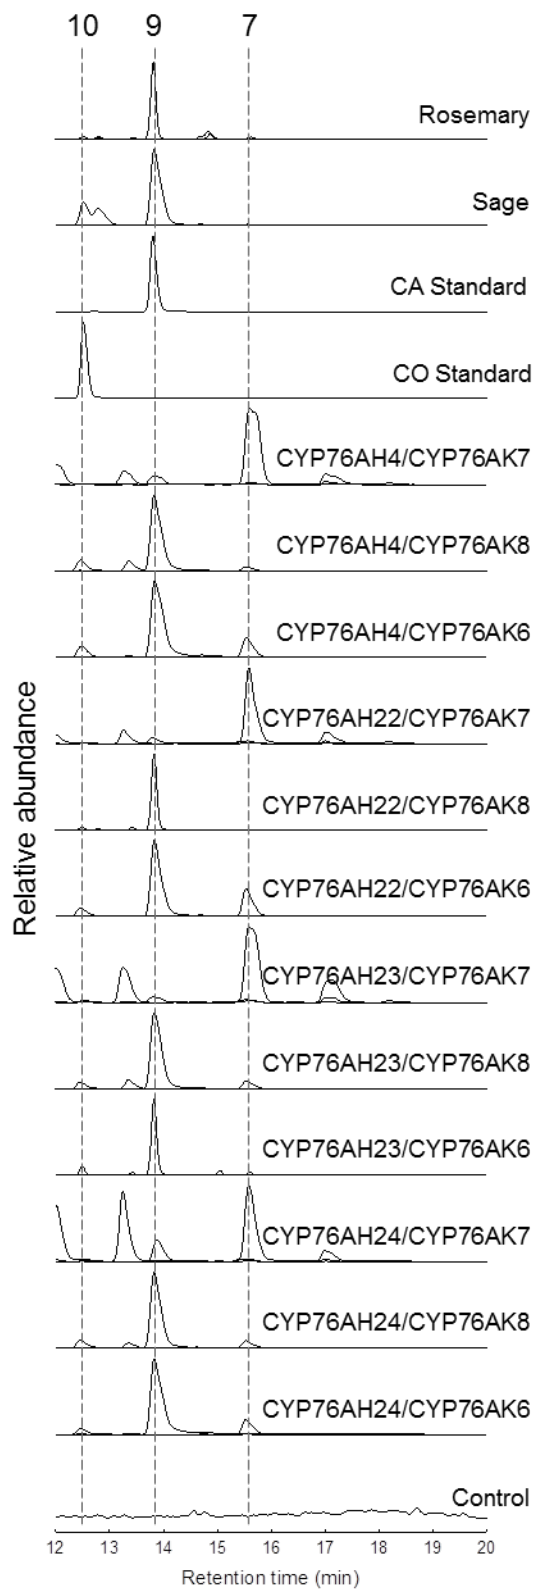 10 9 7
Rosemary
Sage
CA Standard
CO Standard
CYP76AH4/CYP76AK7
CYP76AH4/CYP76AK8
CYP76AH4/CYP76AK6
CYP76AH22/CYP76AK7
CYP76AH22/CYP76AK8
CYP76AH22/CYP76AK6
CYP76AH23/CYP76AK7
CYP76AH23/CYP76AK8
CYP76AH23/CYP76AK6
CYP76AH24/CYP76AK7
CYP76AH24/CYP76AK8
CYP76AH24/CYP76AK6
Control
Relative abundance
12 13 14 15 16 17 18 19 20
Retention time (min)